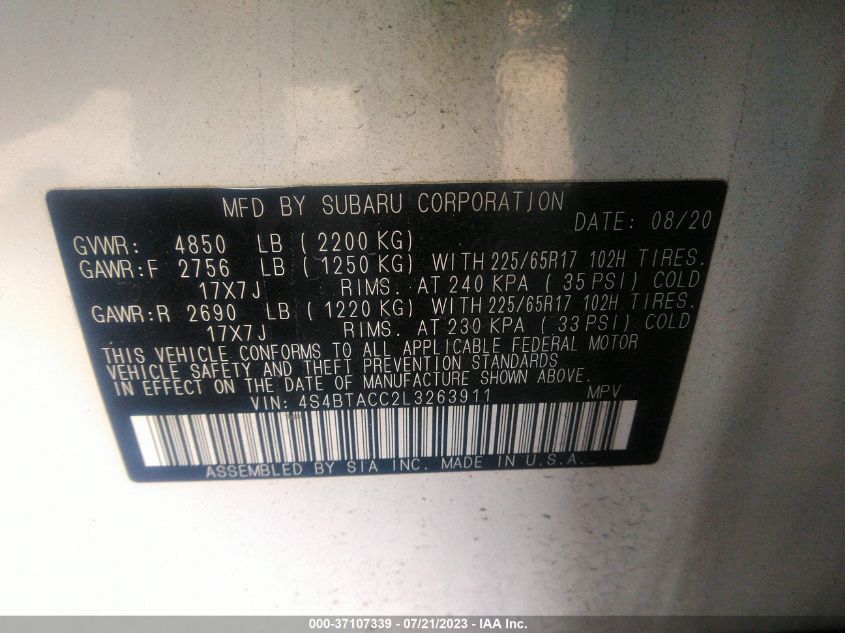 MFD BY SUBARU CORPORATION
DATE: 08/20
GVWR: 4850 LB ( 2200 KG)
GAWR:F 2756 LB ( 1250 KG) WITH 225/65R17 102H TIRES.
17X7J RIMS. AT 240 KPA ( 35 PSI) COLD
GAWR:R 2690 LB ( 1220 KG) WITH 225/65R17 102H TIRES.
17X7J RIMS. AT 230 KPA ( 33 PSI) COLD
THIS VEHICLE CONFORMS TO ALL APPLICABLE FEDERAL MOTOR
VEHICLE SAFETY AND THEFT PREVENTION STANDARDS
IN EFFECT ON THE DATE OF MANUFACTURE SHOWN ABOVE.
VIN: 4S4BTACC2L3263911 MPV
ASSEMBLED BY SIA INC. MADE IN U.S.A.
000-37107339 - 07/21/2023 - IAA Inc.